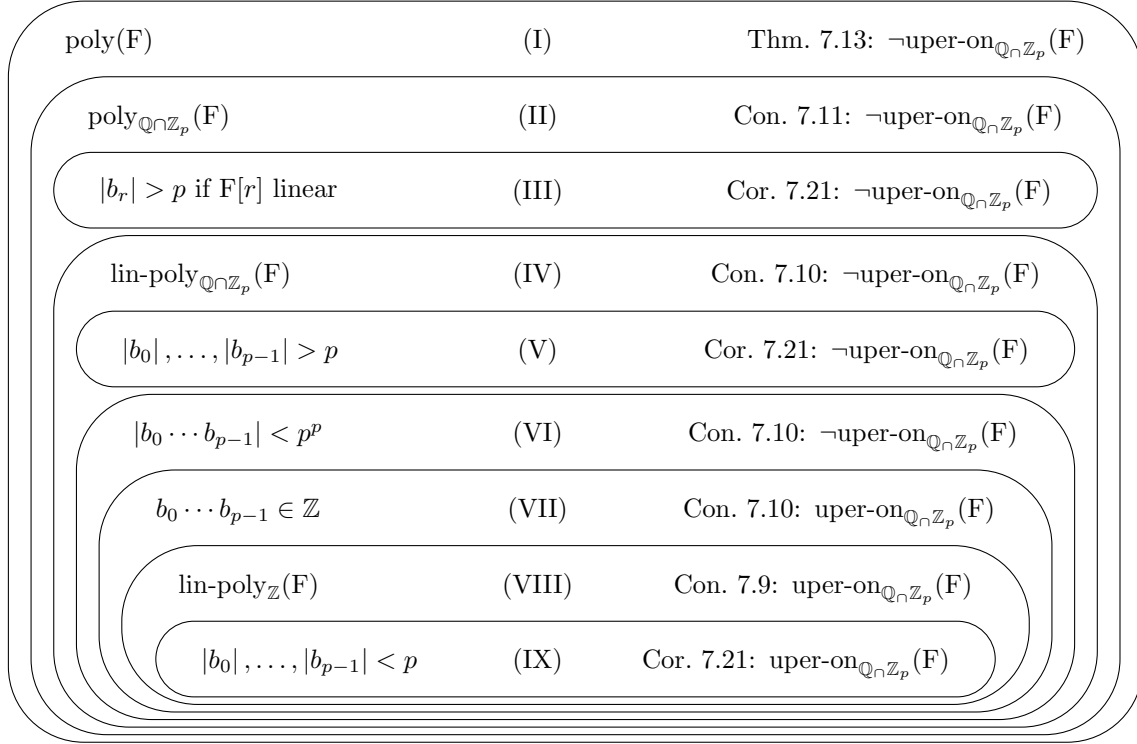 poly(F) (I) Thm. 7.13: ¬uper-on_{ℚ∩ℤ_p}(F)
poly_{ℚ∩ℤ_p}(F) (II) Con. 7.11: ¬uper-on_{ℚ∩ℤ_p}(F)
|b_r| > p if F[r] linear (III) Cor. 7.21: ¬uper-on_{ℚ∩ℤ_p}(F)
lin-poly_{ℚ∩ℤ_p}(F) (IV) Con. 7.10: ¬uper-on_{ℚ∩ℤ_p}(F)
|b_0| , … , |b_{p−1}| > p (V) Cor. 7.21: ¬uper-on_{ℚ∩ℤ_p}(F)
|b_0 ⋯ b_{p−1}| < p^p (VI) Con. 7.10: ¬uper-on_{ℚ∩ℤ_p}(F)
b_0 ⋯ b_{p−1} ∈ ℤ (VII) Con. 7.10: uper-on_{ℚ∩ℤ_p}(F)
lin-poly_ℤ(F) (VIII) Con. 7.9: uper-on_{ℚ∩ℤ_p}(F)
|b_0| , … , |b_{p−1}| < p (IX) Cor. 7.21: uper-on_{ℚ∩ℤ_p}(F)